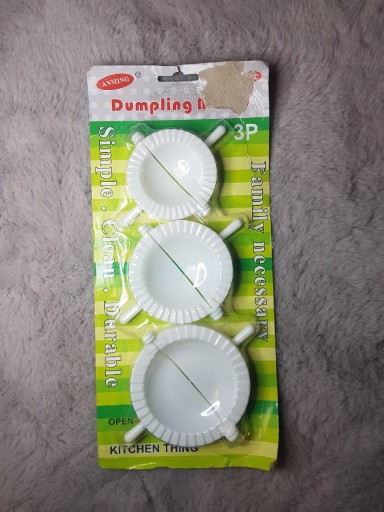 ANMING ®
Dumpling
3P
Simple . Clean . Durable
Family necessary
OPEN
KITCHEN THING